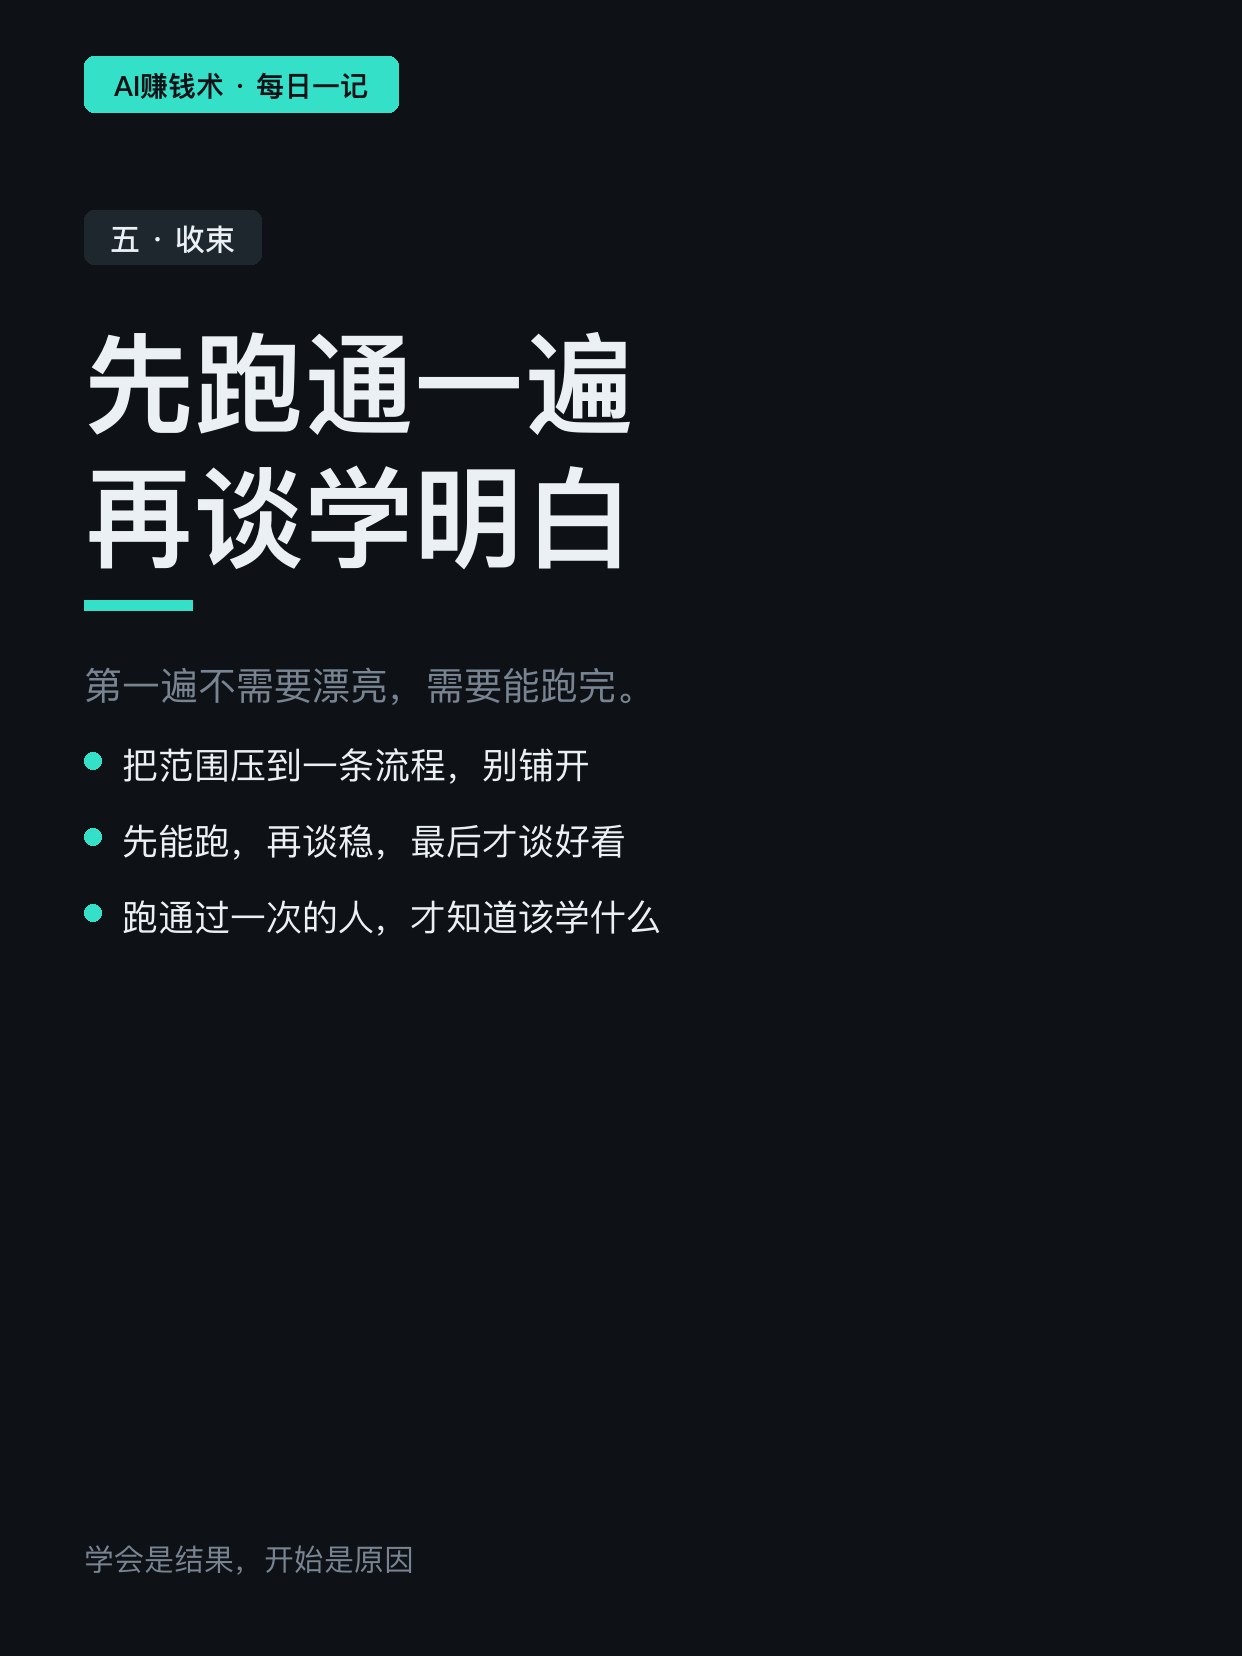 AI赚钱术 · 每日一记
五 · 收束
先跑通一遍
再谈学明白
第一遍不需要漂亮，需要能跑完。
把范围压到一条流程，别铺开
先能跑，再谈稳，最后才谈好看
跑通过一次的人，才知道该学什么
学会是结果，开始是原因